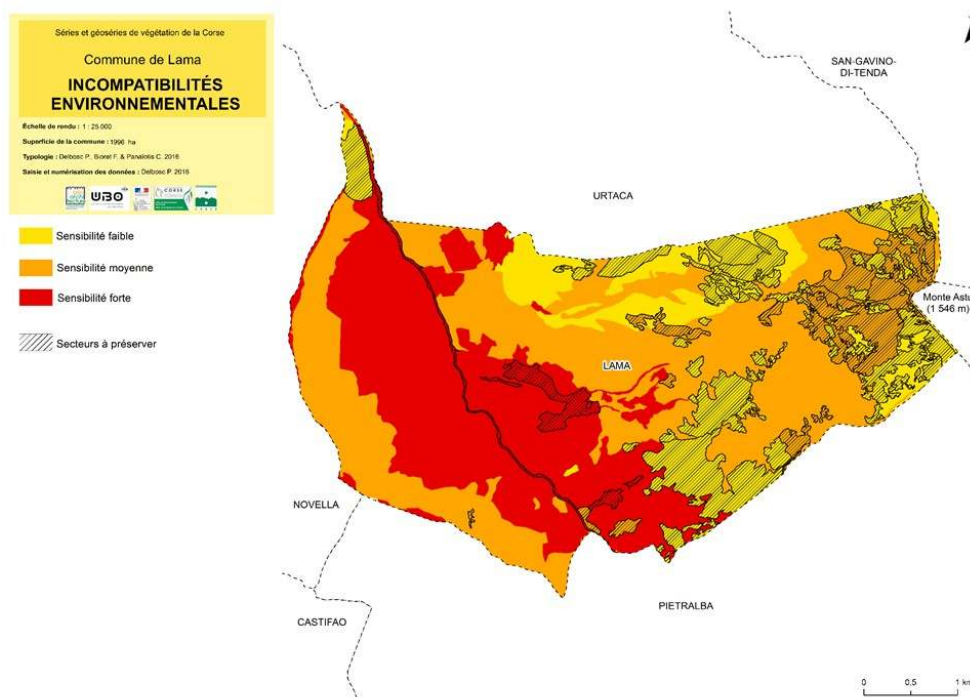 Séries et géoséries de végétation de la Corse
Commune de Lama
INCOMPATIBILITÉS
ENVIRONNEMENTALES
Échelle de rendu : 1 : 25.000
Superficie de la commune : 1996 ha
Typologie : Delbosc P., Bioret F. & Panaïotis C. 2016
Saisie et numérisation des données : Delbosc P. 2016
UBO
CORSE
Sensibilité faible
Sensibilité moyenne
Sensibilité forte
Secteurs à préserver
SAN-GAVINO-
DI-TENDA
URTACA
Monte Astu
(1 546 m)
LAMA
NOVELLA
PIETRALBA
CASTIFAO
0 0,5 1 km